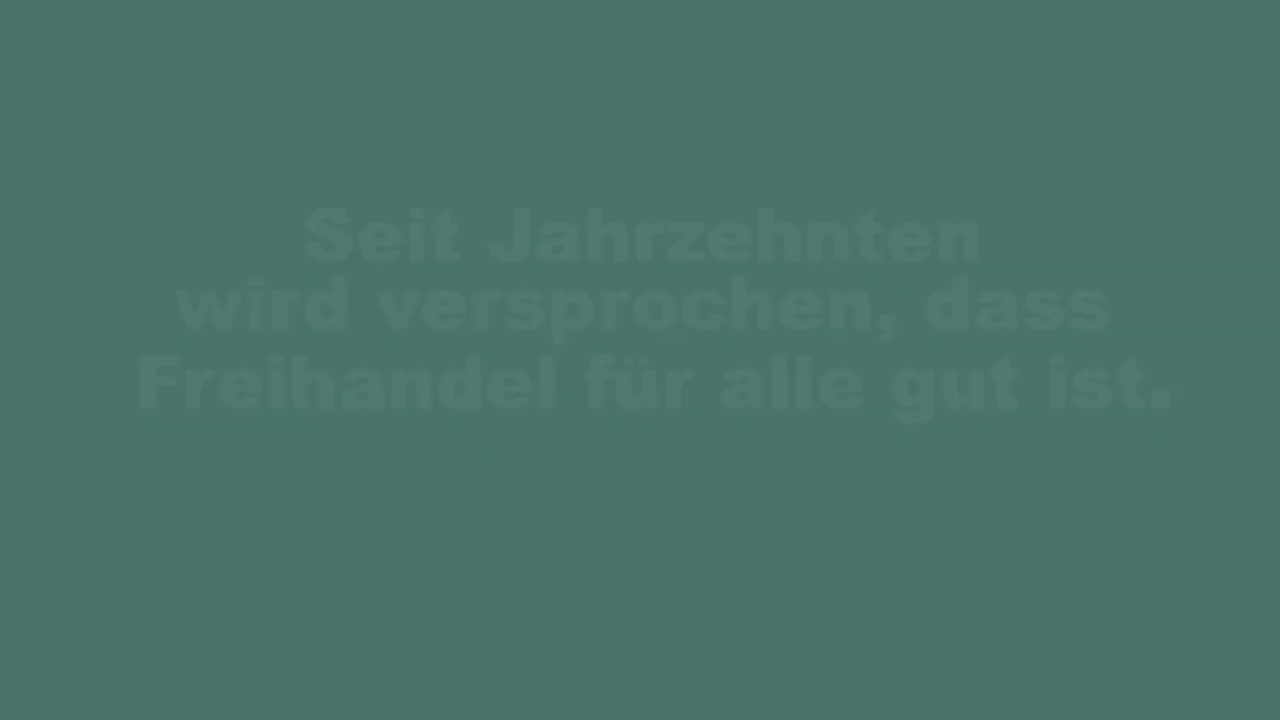 Seit Jahrzehnten
wird versprochen, dass
Freihandel für alle gut ist.